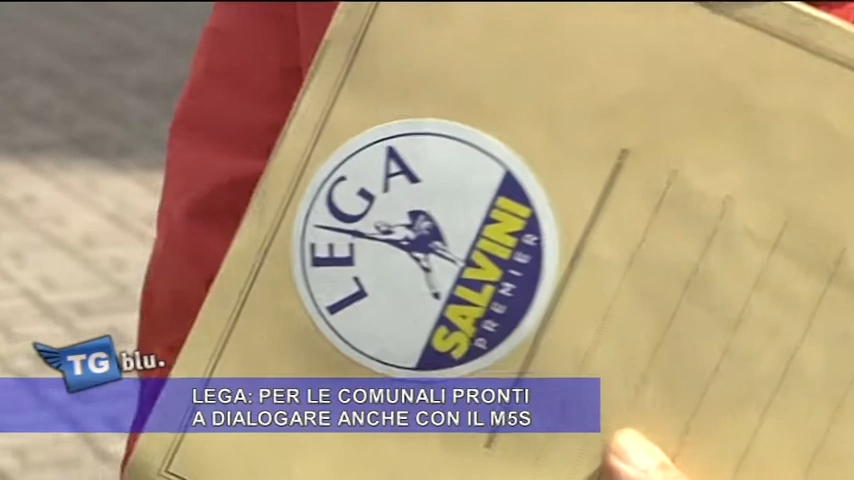 LEGA
SALVINI
PREMIER
TG blu.
LEGA: PER LE COMUNALI PRONTI
A DIALOGARE ANCHE CON IL M5S